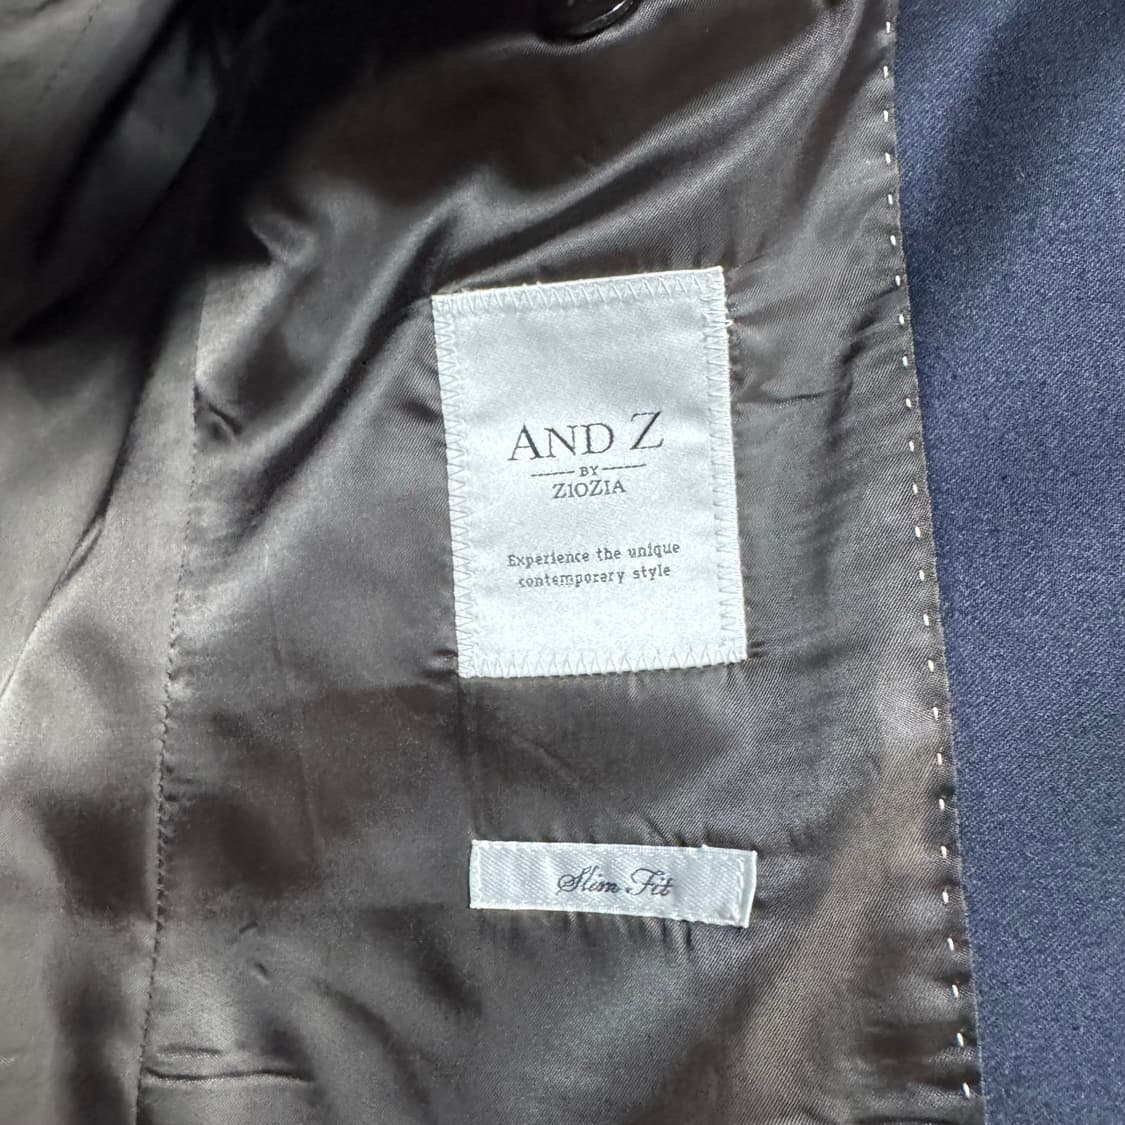 AND Z
BY
ZIOZIA
Experience the unique
contemporary style
Slim Fit